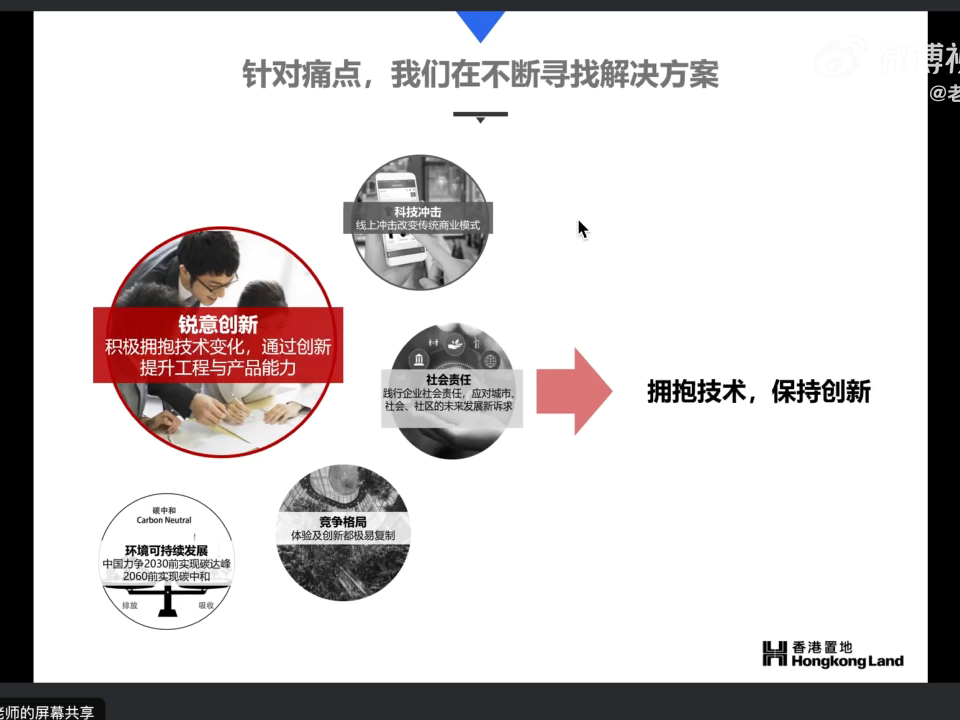 针对痛点，我们在不断寻找解决方案
微博视
@老
科技冲击
线上冲击改变传统商业模式
锐意创新
积极拥抱技术变化，通过创新
提升工程与产品能力
社会责任
践行企业社会责任，应对城市、
社会、社区的未来发展新诉求
拥抱技术，保持创新
竞争格局
体验及创新都极易复制
碳中和
Carbon Neutral
环境可持续发展
中国力争2030前实现碳达峰
2060前实现碳中和
排放
吸收
香港置地
Hongkong Land
老师的屏幕共享